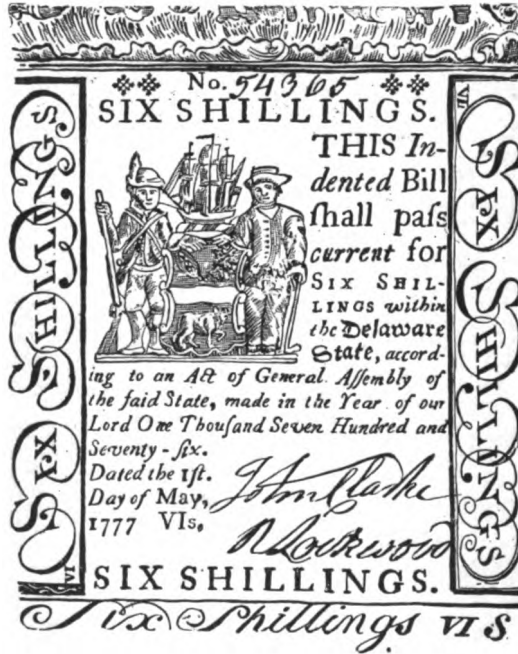 No. 54365
SIX SHILLINGS.
THIS In-
dented Bill
ſhall paſs
current for
SIX SHIL-
LINGS within
the Delaware
State, accord-
ing to an Act of General Aſſembly of
the ſaid State, made in the Year of our
Lord One Thouſand Seven Hundred and
Seventy-ſix.
Dated the 1ſt.
Day of May,
1777 VIs.
John Clarke
R Lockwood
SIX SHILLINGS.
Six Shillings VI S
SIX SHILLINGS
VI
SIX SHILLINGS
VI